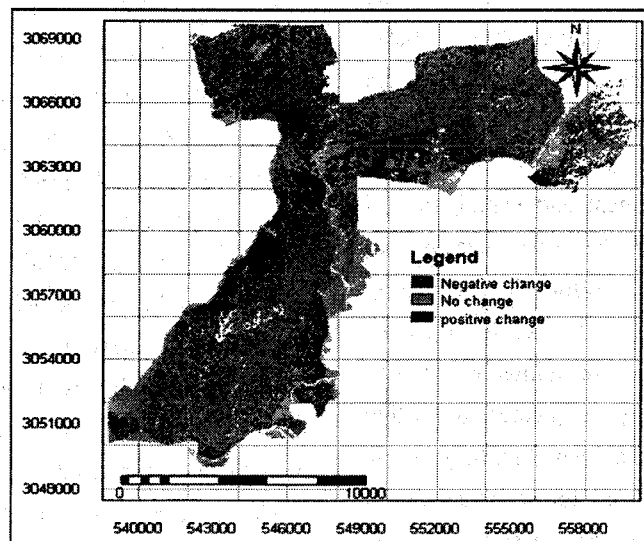 3069000
N
3066000
3063000
3060000
Legend
Negative change
No change
positive change
3057000
3054000
3051000
3048000
0 10000
540000 543000 546000 549000 552000 555000 558000